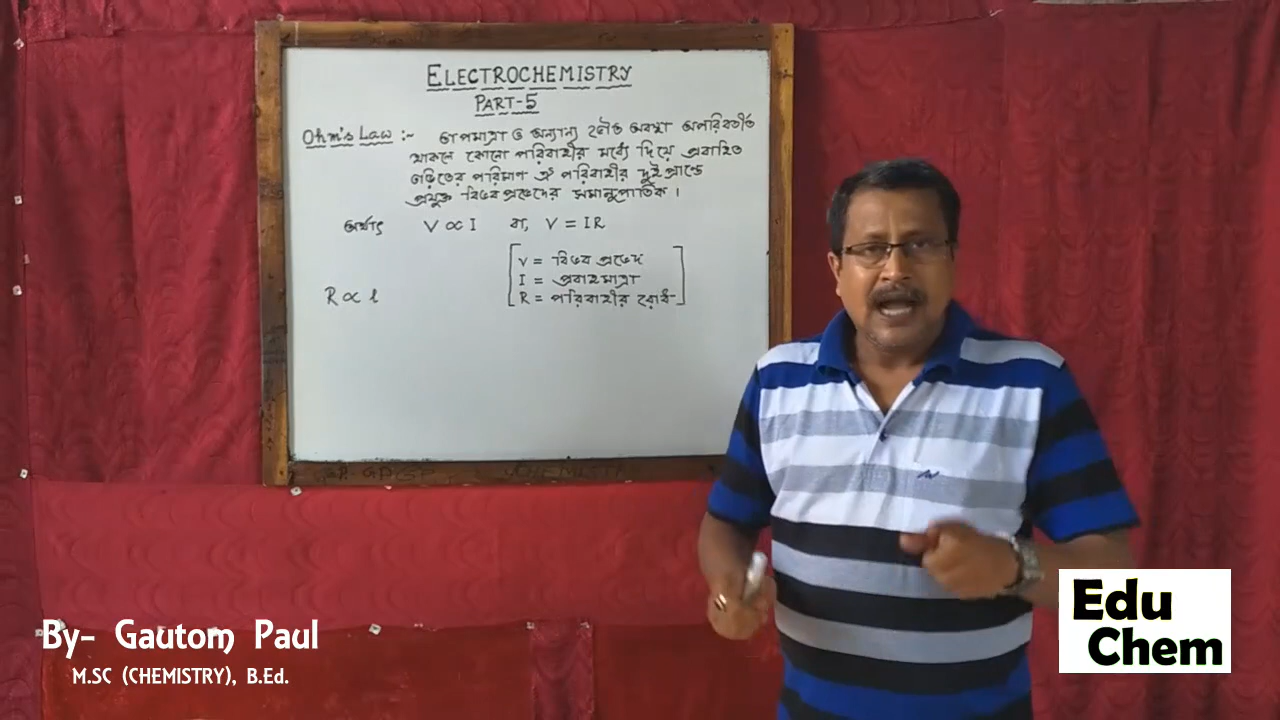 ELECTROCHEMISTRY
PART-5
Ohm's Law :- তাপমাত্রা ও অন্যান্য ভৌত অবস্থা অপরিবর্তীত
থাকলে কোনো পরিবাহীর মধ্যে দিয়ে প্রবাহিত
তড়িতের পরিমাণ ঐ পরিবাহীর দুই প্রান্তে
প্রযুক্ত বিভব প্রভেদের সমানুপাতিক ।
অর্থাৎ V ∝ I বা, V = IR
V = বিভব প্রভেদ
I = প্রবাহমাত্রা
R = পরিবাহীর রোধ
R ∝ l
CHEMISTRY
By- Gautom Paul
M.SC (CHEMISTRY), B.Ed.
Edu
Chem